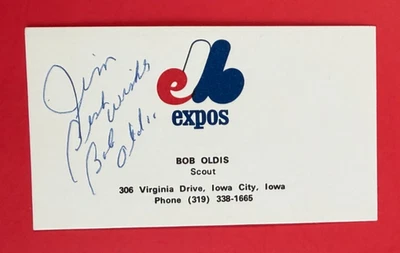 Jim
Best wishes
Bob Oldis
expos
BOB OLDIS
Scout
306 Virginia Drive, Iowa City, Iowa
Phone (319) 338-1665